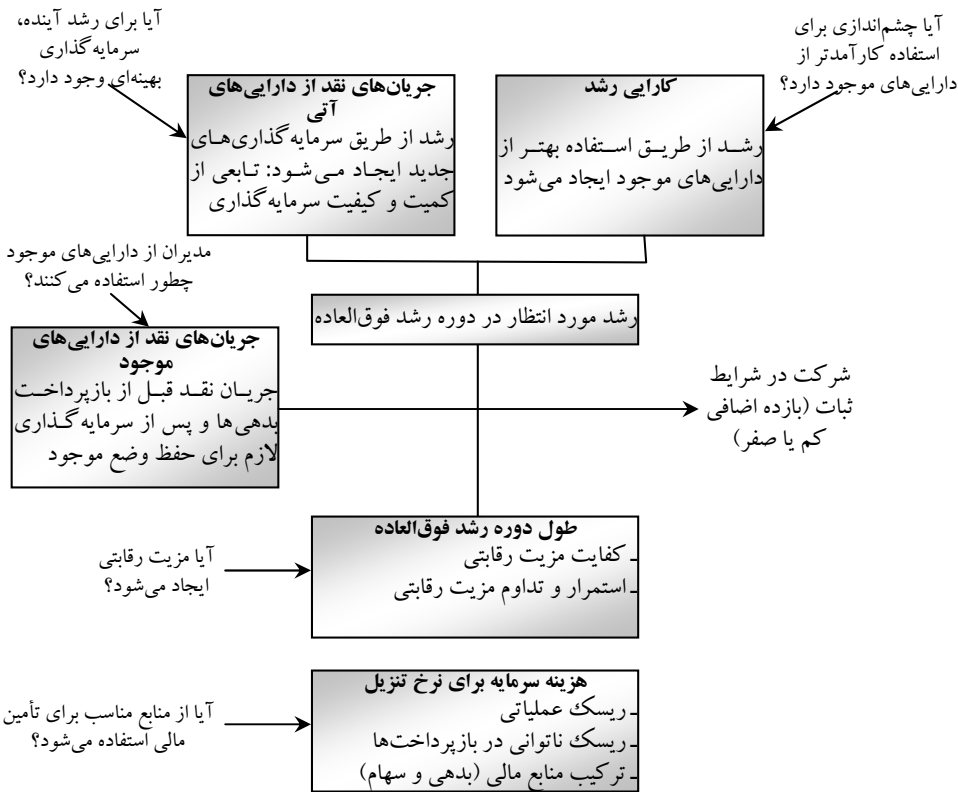 آیا چشم‌اندازی برای
استفاده کارآمدتر از
دارایی‌های موجود دارد؟
کارایی رشد
رشد از طریق استفاده بهتر از
دارایی‌های موجود ایجاد می‌شود
آیا برای رشد آینده،
سرمایه‌گذاری
بهینه‌ای وجود دارد؟
جریان‌های نقد از دارایی‌های
آتی
رشد از طریق سرمایه‌گذاری‌های
جدید ایجاد می‌شود: تابعی از
کمیت و کیفیت سرمایه‌گذاری
رشد مورد انتظار در دوره رشد فوق‌العاده
مدیران از دارایی‌های موجود
چطور استفاده می‌کنند؟
جریان‌های نقد از دارایی‌های
موجود
جریان نقد قبل از بازپرداخت
بدهی‌ها و پس از سرمایه‌گذاری
لازم برای حفظ وضع موجود
شرکت در شرایط
ثبات (بازده اضافی
کم یا صفر)
طول دوره رشد فوق‌العاده
ـ کفایت مزیت رقابتی
ـ استمرار و تداوم مزیت رقابتی
آیا مزیت رقابتی
ایجاد می‌شود؟
هزینه سرمایه برای نرخ تنزیل
ـ ریسک عملیاتی
ـ ریسک ناتوانی در بازپرداخت‌ها
ـ ترکیب منابع مالی (بدهی و سهام)
آیا از منابع مناسب برای تأمین
مالی استفاده می‌شود؟